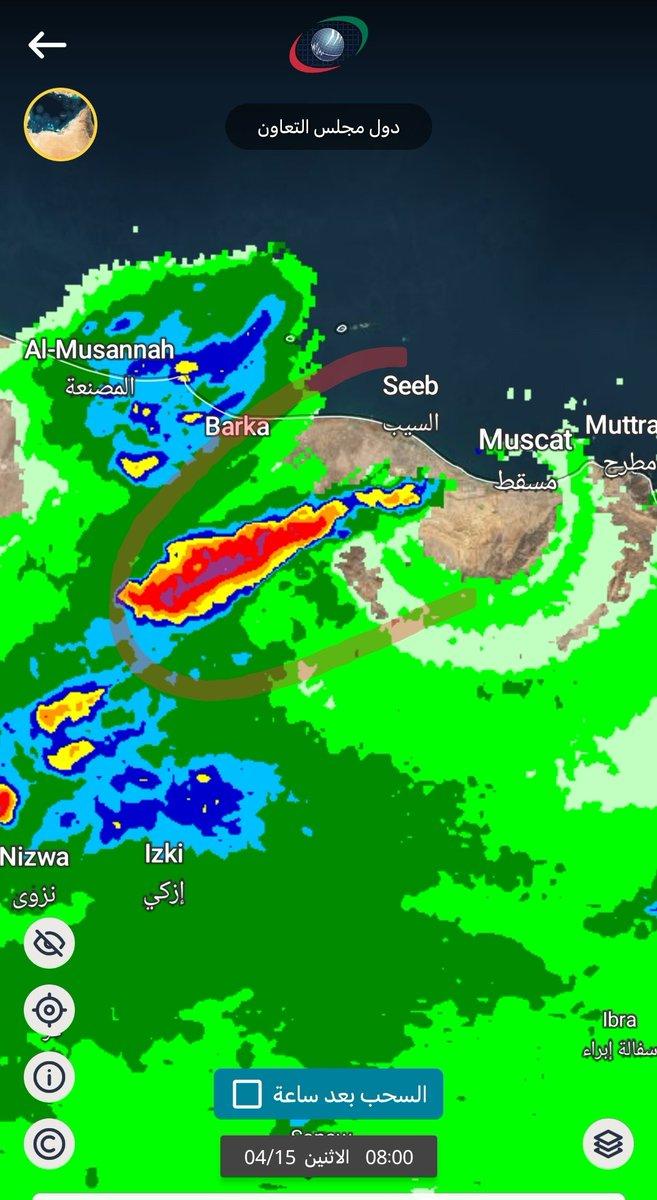 دول مجلس التعاون
Al-Musannah
المصنعة
Seeb
السيب
Barka
Muscat
مسقط
Muttra
مطرح
Nizwa
نزوى
Izki
إزكي
Ibra
سفالة إبراء
السحب بعد ساعة
08:00 الاثنين 04/15